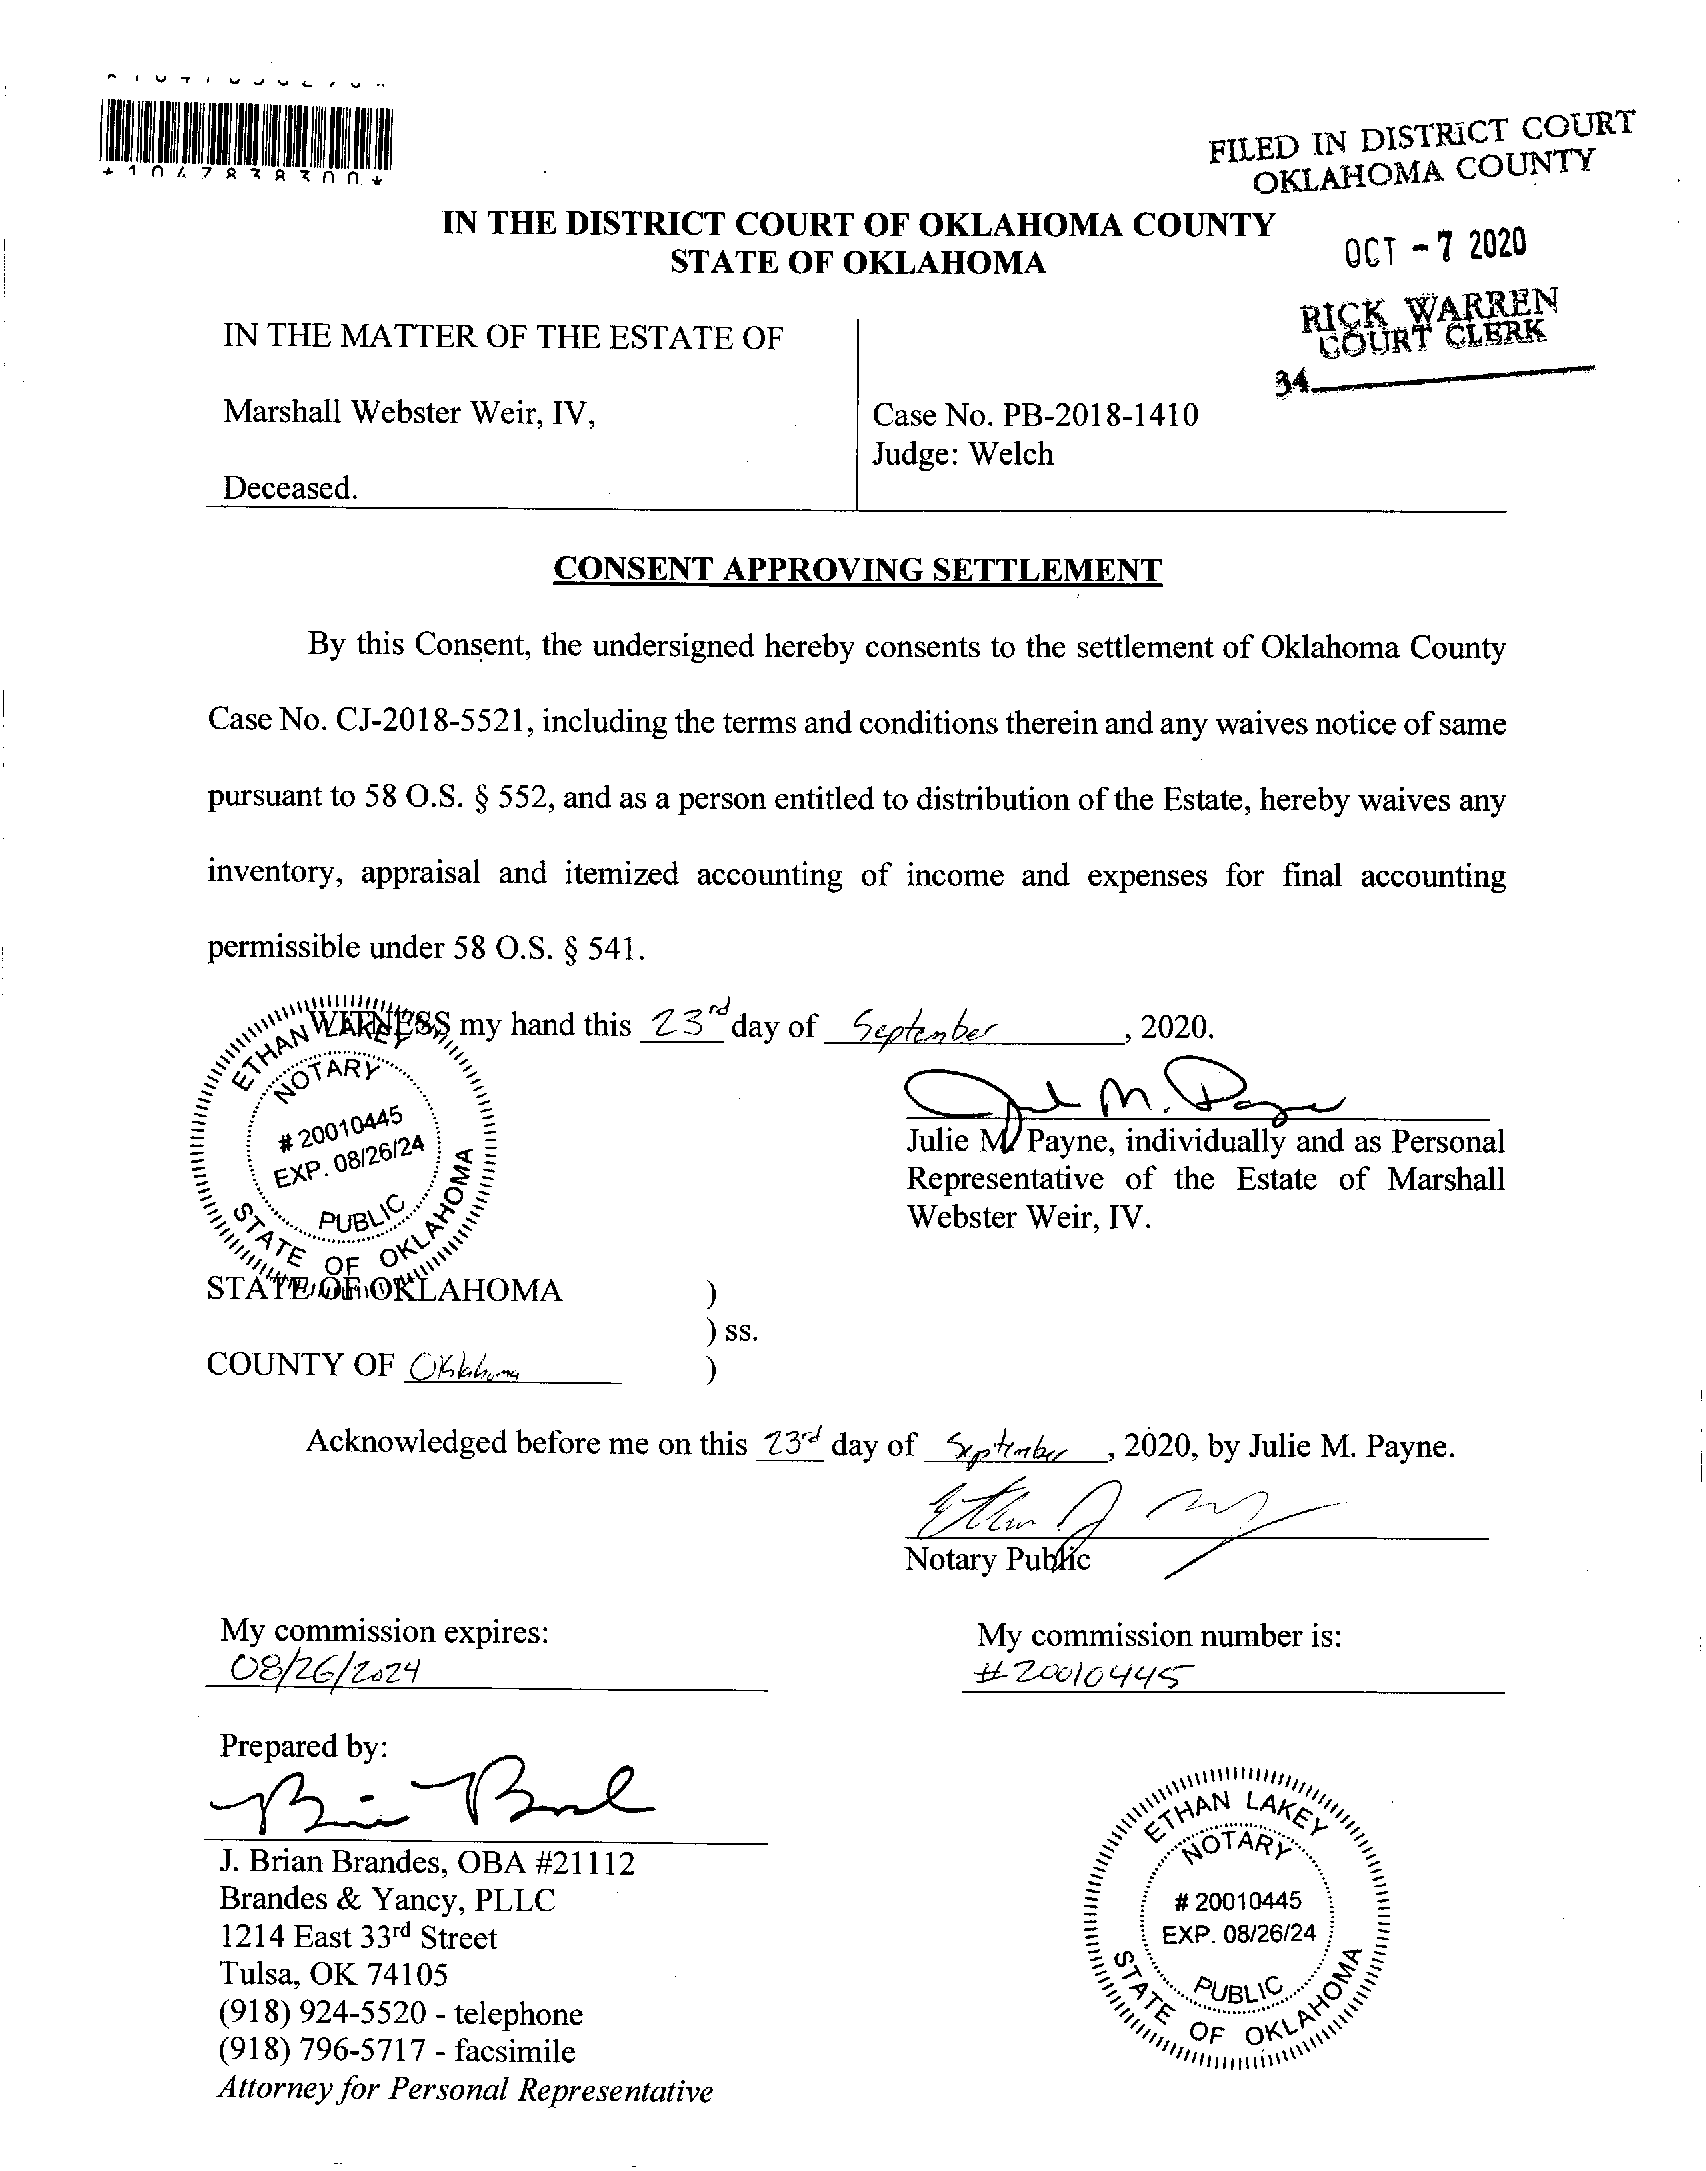 *1047838300*
FILED IN DISTRICT COURT
OKLAHOMA COUNTY
OCT - 7 2020
RICK WARREN
COURT CLERK
34
IN THE DISTRICT COURT OF OKLAHOMA COUNTY
STATE OF OKLAHOMA
IN THE MATTER OF THE ESTATE OF
Marshall Webster Weir, IV,
Deceased.
Case No. PB-2018-1410
Judge: Welch
CONSENT APPROVING SETTLEMENT
By this Consent, the undersigned hereby consents to the settlement of Oklahoma County
Case No. CJ-2018-5521, including the terms and conditions therein and any waives notice of same
pursuant to 58 O.S. § 552, and as a person entitled to distribution of the Estate, hereby waives any
inventory, appraisal and itemized accounting of income and expenses for final accounting
permissible under 58 O.S. § 541.
WITNESS my hand this 23rd day of September, 2020.
ETHAN LAKEY
NOTARY
# 20010445
EXP. 08/26/24
PUBLIC
STATE OF OKLAHOMA
Julie M. Payne
Julie M. Payne, individually and as Personal
Representative of the Estate of Marshall
Webster Weir, IV.
STATE OF OKLAHOMA )
) ss.
COUNTY OF Oklahoma )
Acknowledged before me on this 23rd day of September, 2020, by Julie M. Payne.
Notary Public
My commission expires:
08/26/2024
My commission number is:
#20010445
Prepared by:
J. Brian Brandes, OBA #21112
Brandes & Yancy, PLLC
1214 East 33rd Street
Tulsa, OK 74105
(918) 924-5520 - telephone
(918) 796-5717 - facsimile
Attorney for Personal Representative
ETHAN LAKEY
NOTARY
# 20010445
EXP. 08/26/24
PUBLIC
STATE OF OKLAHOMA